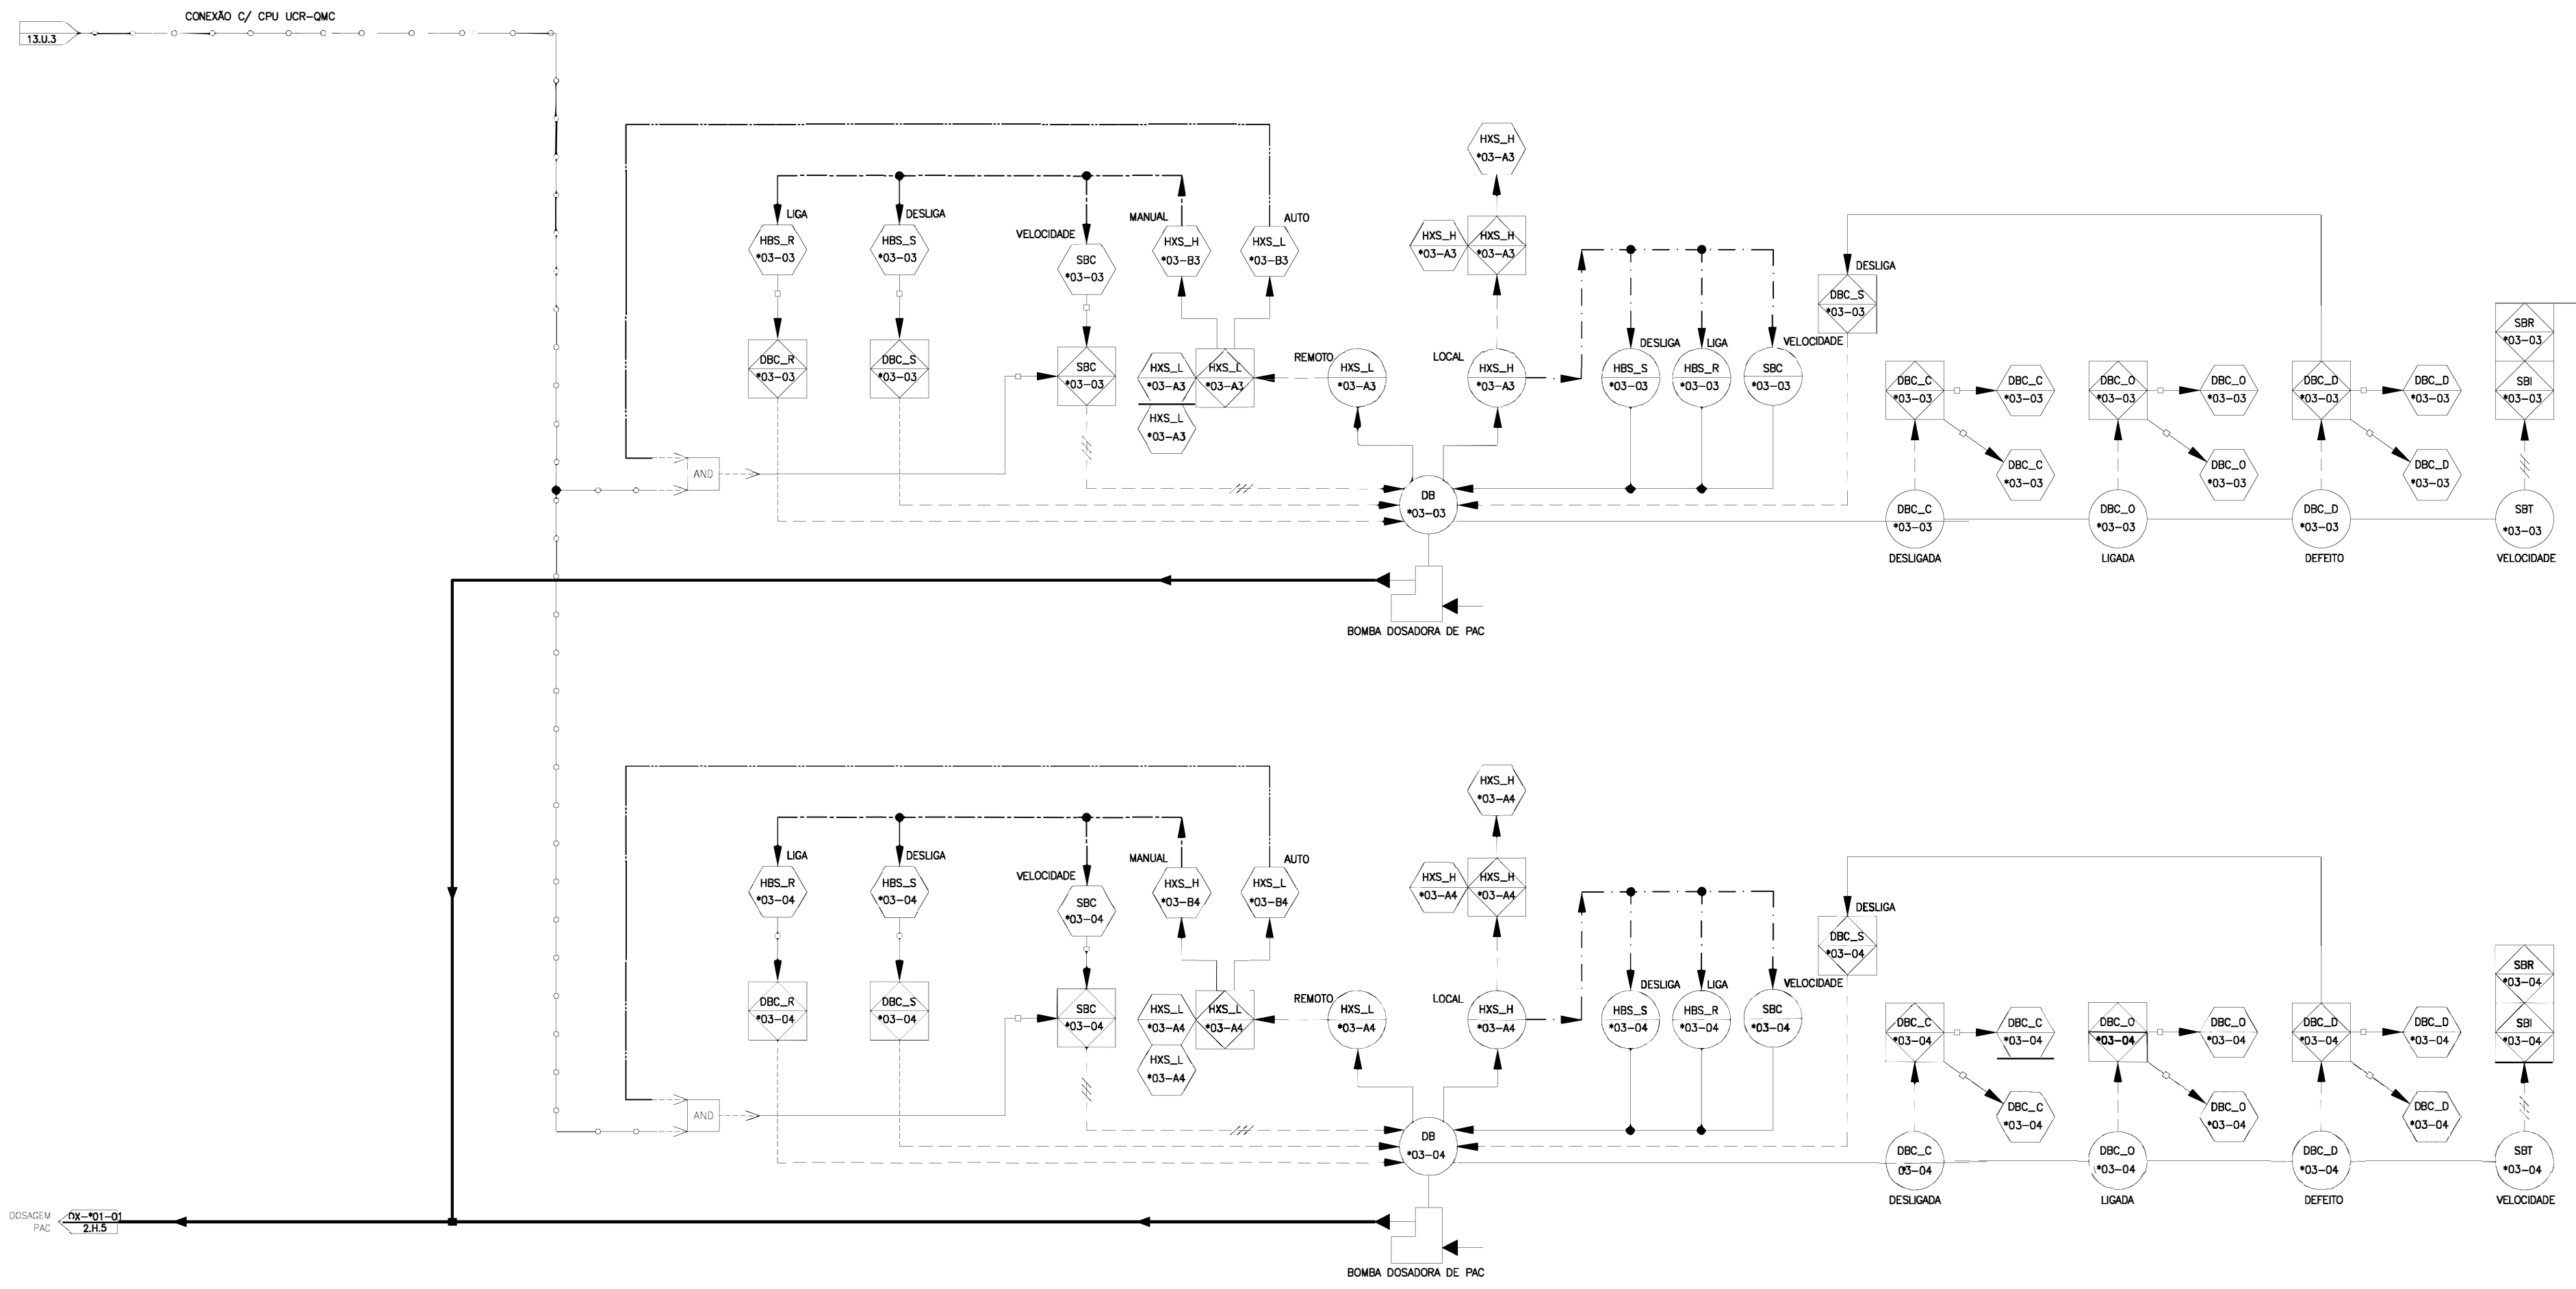 CONEXÃO C/ CPU UCR-QMC
13.U.3
HXS_H
*03-A3
LIGA
DESLIGA
VELOCIDADE
MANUAL
AUTO
HBS_R
*03-03
HBS_S
*03-03
SBC
*03-03
HXS_H
*03-B3
HXS_L
*03-B3
HXS_H
*03-A3
HXS_H
*03-A3
DESLIGA
DBC_S
*03-03
DBC_R
*03-03
DBC_S
*03-03
SBC
*03-03
HXS_L
*03-A3
HXS_L
*03-A3
HXS_L
*03-A3
REMOTO
HXS_L
*03-A3
LOCAL
HXS_H
*03-A3
DESLIGA
HBS_S
*03-03
LIGA
HBS_R
*03-03
VELOCIDADE
SBC
*03-03
DBC_C
*03-03
DBC_C
*03-03
DBC_O
*03-03
DBC_O
*03-03
DBC_D
*03-03
DBC_D
*03-03
SBR
*03-03
SBI
*03-03
AND
DBC_C
*03-03
DBC_O
*03-03
DBC_D
*03-03
DB
*03-03
DBC_C
*03-03
DBC_O
*03-03
DBC_D
*03-03
SBT
*03-03
DESLIGADA
LIGADA
DEFEITO
VELOCIDADE
BOMBA DOSADORA DE PAC
HXS_H
*03-A4
LIGA
DESLIGA
VELOCIDADE
MANUAL
AUTO
HBS_R
*03-04
HBS_S
*03-04
SBC
*03-04
HXS_H
*03-B4
HXS_L
*03-B4
HXS_H
*03-A4
HXS_H
*03-A4
DESLIGA
DBC_S
*03-04
DBC_R
*03-04
DBC_S
*03-04
SBC
*03-04
HXS_L
*03-A4
HXS_L
*03-A4
HXS_L
*03-A4
REMOTO
HXS_L
*03-A4
LOCAL
HXS_H
*03-A4
DESLIGA
HBS_S
*03-04
LIGA
HBS_R
*03-04
VELOCIDADE
SBC
*03-04
DBC_C
*03-04
DBC_C
*03-04
DBC_O
*03-04
DBC_O
*03-04
DBC_D
*03-04
DBC_D
*03-04
SBR
*03-04
SBI
*03-04
AND
DBC_C
*03-04
DBC_O
*03-04
DBC_D
*03-04
DB
*03-04
DBC_C
*03-04
DBC_O
*03-04
DBC_D
*03-04
SBT
*03-04
DESLIGADA
LIGADA
DEFEITO
VELOCIDADE
DOSAGEM
PAC
DX-*01-01
2.H.5
BOMBA DOSADORA DE PAC